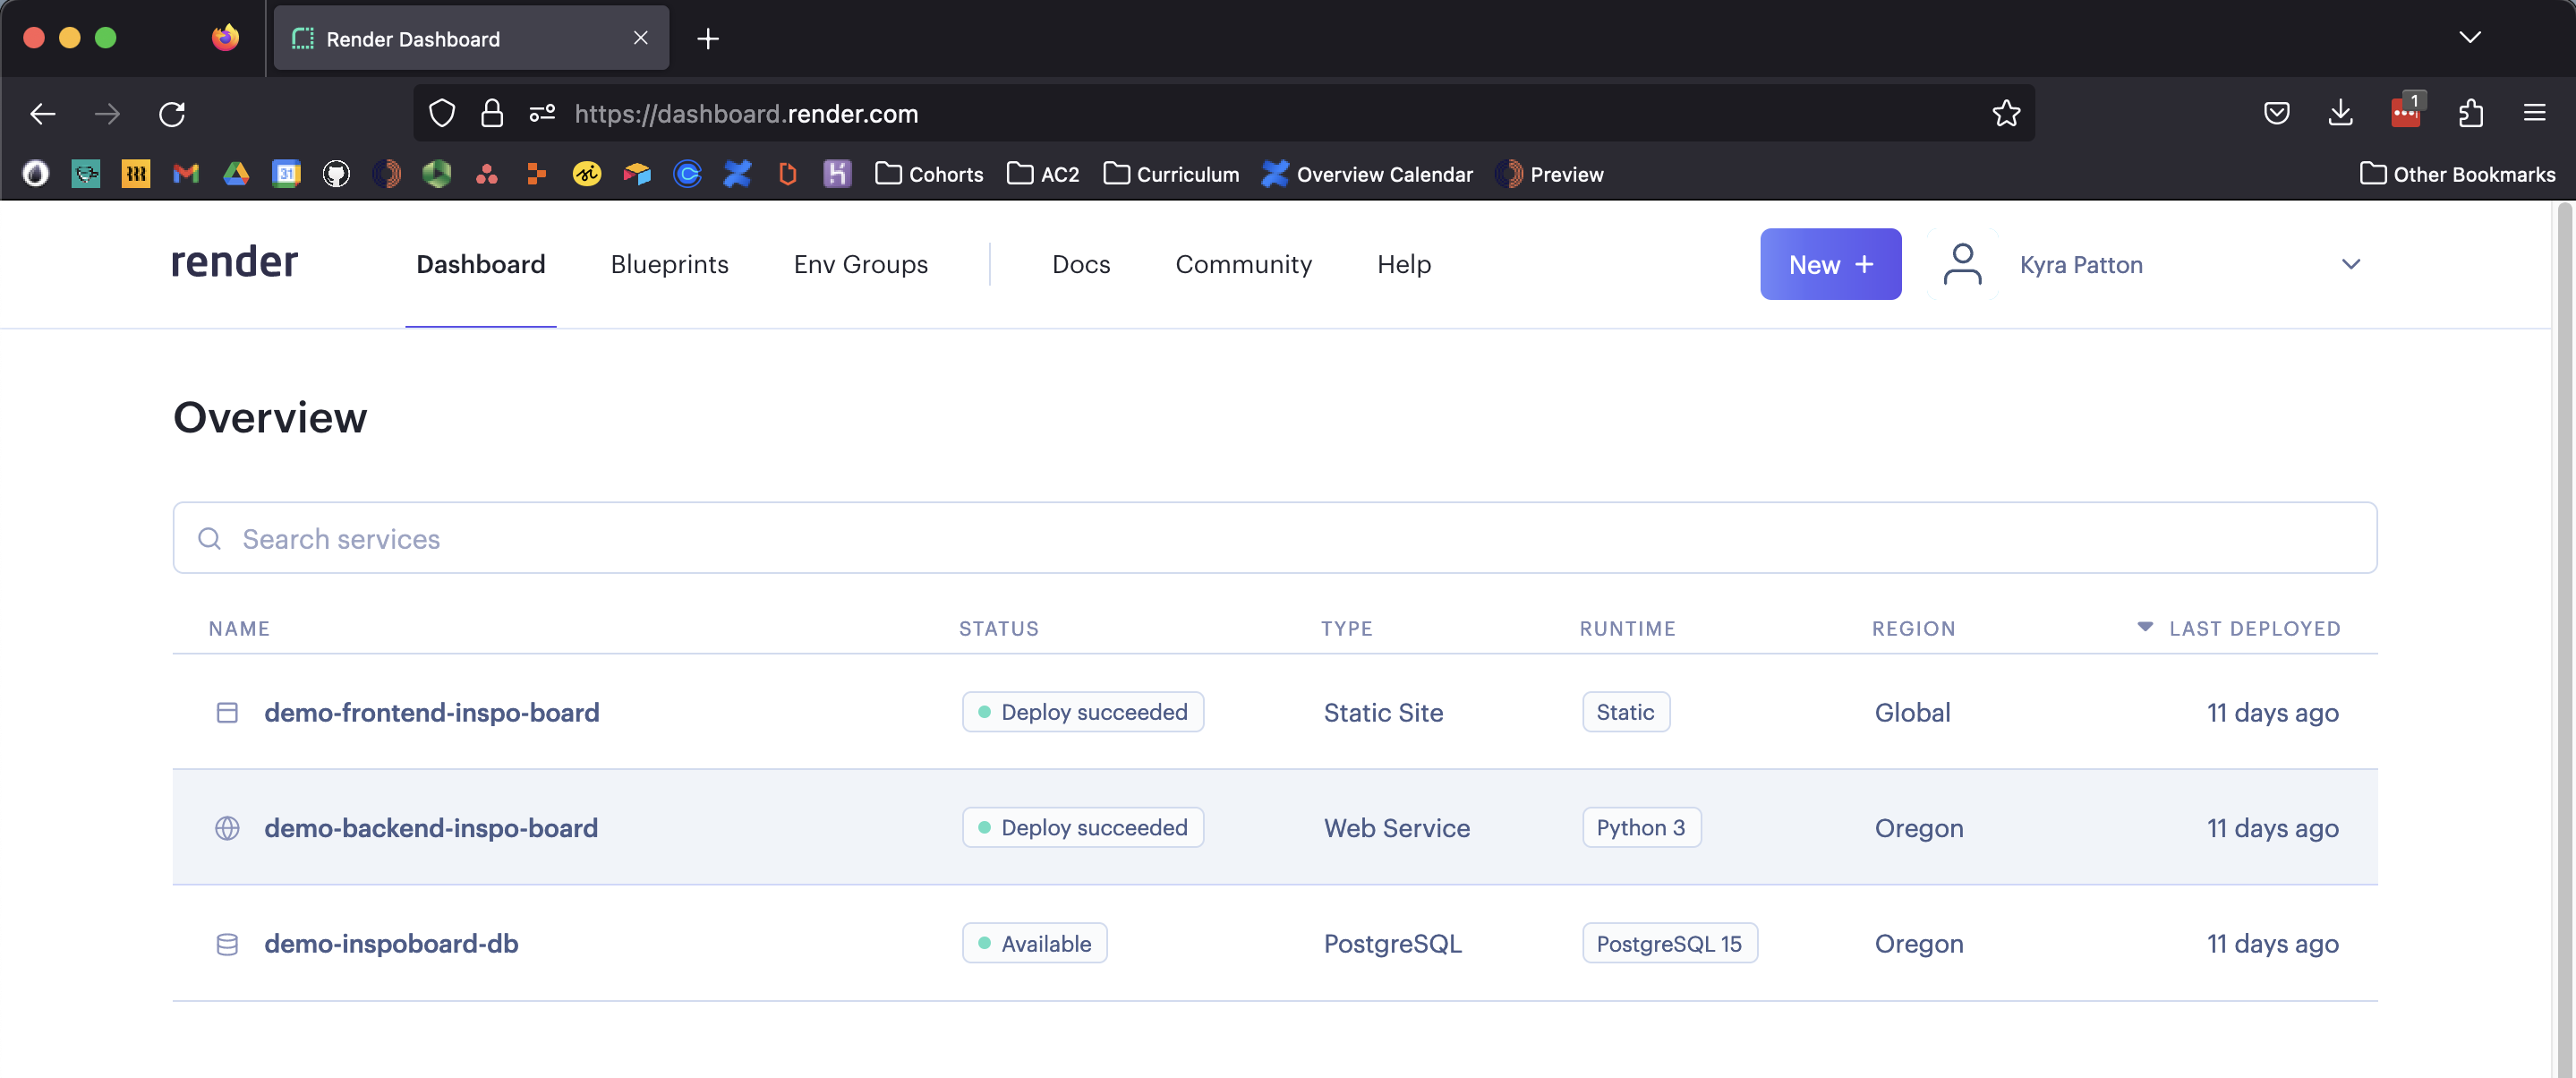 Render Dashboard
https://dashboard.render.com
1
31
Cohorts
AC2
Curriculum
Overview Calendar
Preview
Other Bookmarks
render
Dashboard
Blueprints
Env Groups
Docs
Community
Help
New +
Kyra Patton
Overview
Search services
NAME STATUS TYPE RUNTIME REGION LAST DEPLOYED
demo-frontend-inspo-board Deploy succeeded Static Site Static Global 11 days ago
demo-backend-inspo-board Deploy succeeded Web Service Python 3 Oregon 11 days ago
demo-inspoboard-db Available PostgreSQL PostgreSQL 15 Oregon 11 days ago